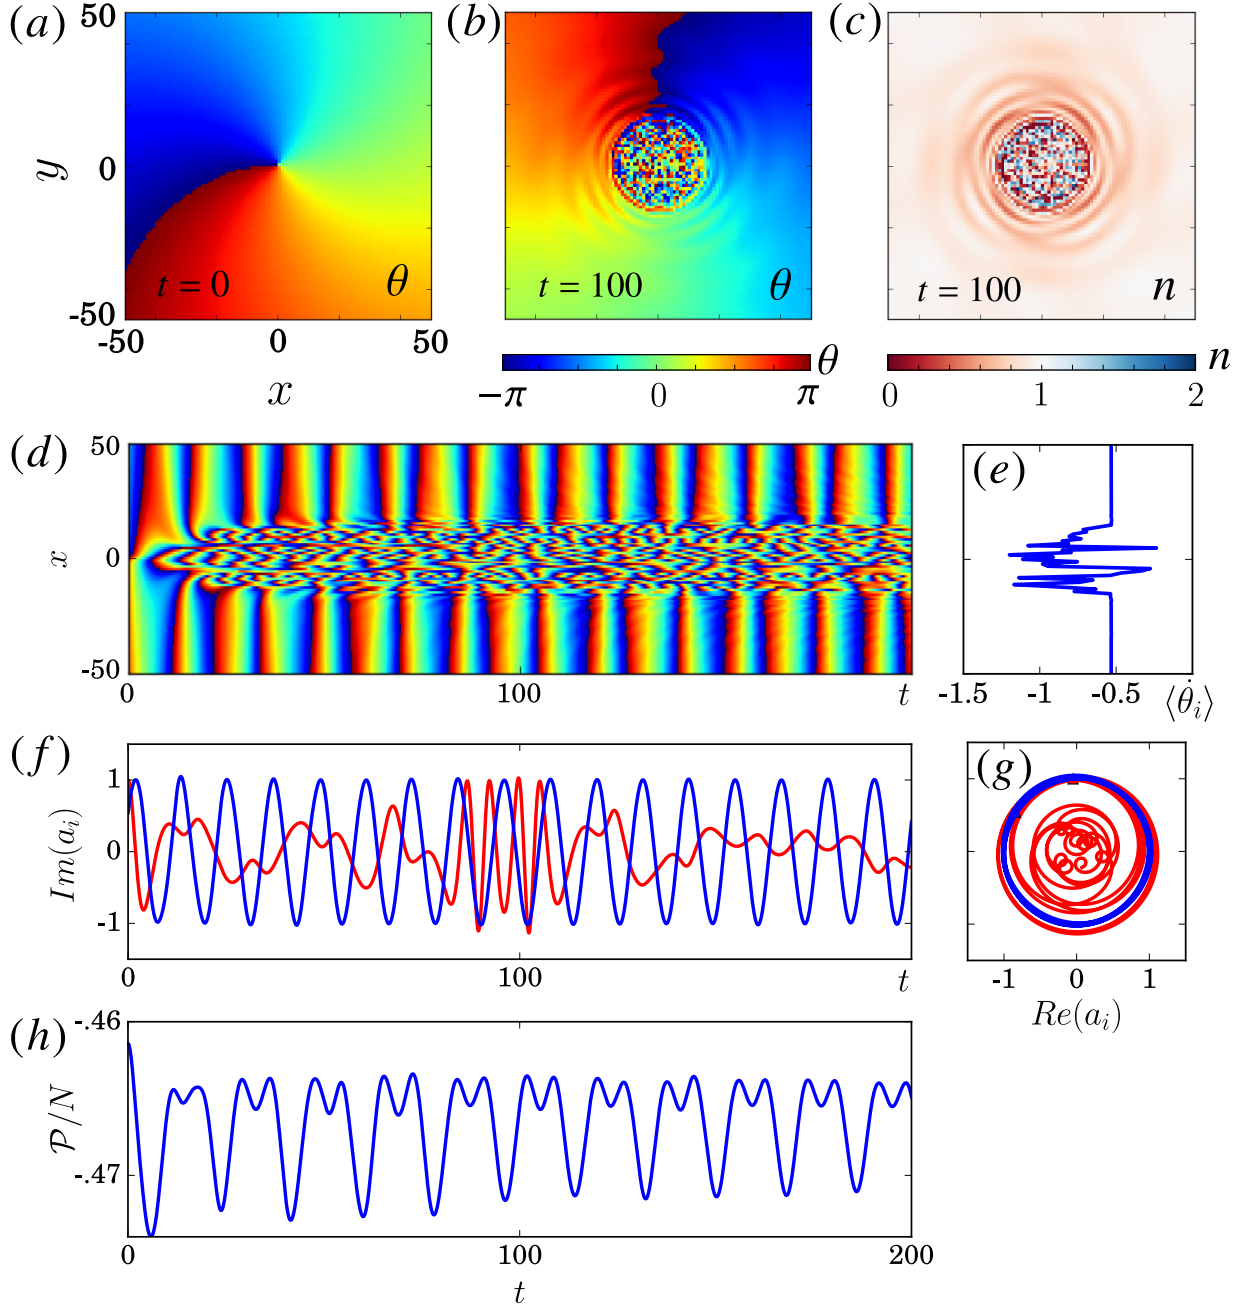 (a) (b) (c)
50
y
0
-50
t = 0 θ
t = 100 θ
t = 100 n
-50 0 50
x
−π 0 π θ
0 1 2 n
(d) (e)
50
x
0
-50
0 100 t
-1.5 -1 -0.5 ⟨θ̇ᵢ⟩
(f) (g)
1
Im(aᵢ)
0
-1
0 100 t
-1 0 1
Re(aᵢ)
(h)
-.46
P/N
-.47
0 100 200
t